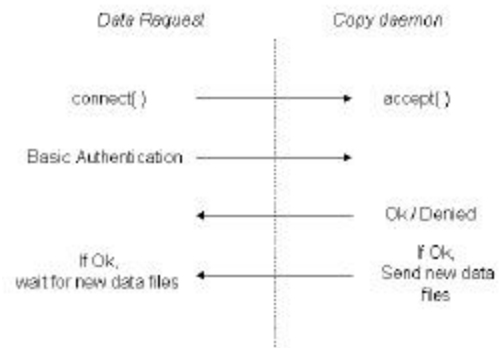 Data Request
Copy daemon
connect( )
accept( )
Basic Authentication
Ok / Denied
If Ok,
wait for new data files
If Ok,
Send new data
files